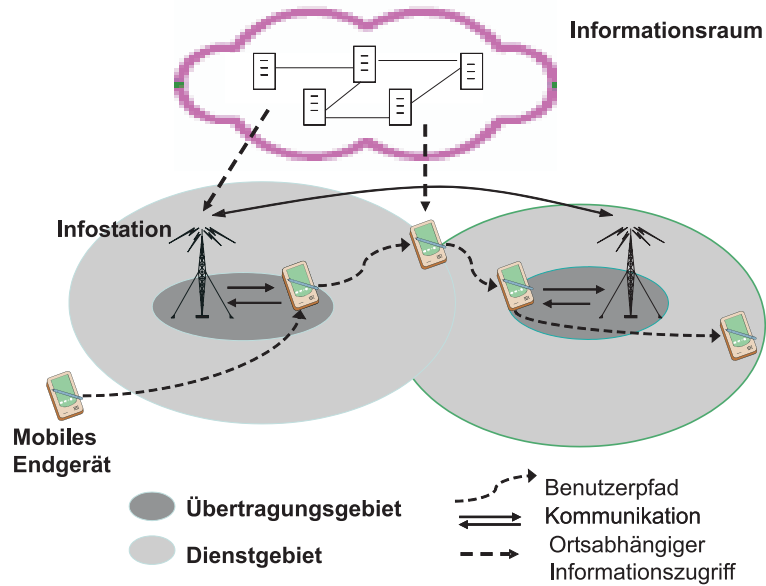 Informationsraum
Infostation
Mobiles
Endgerät
Übertragungsgebiet
Dienstgebiet
Benutzerpfad
Kommunikation
Ortsabhängiger
Informationszugriff